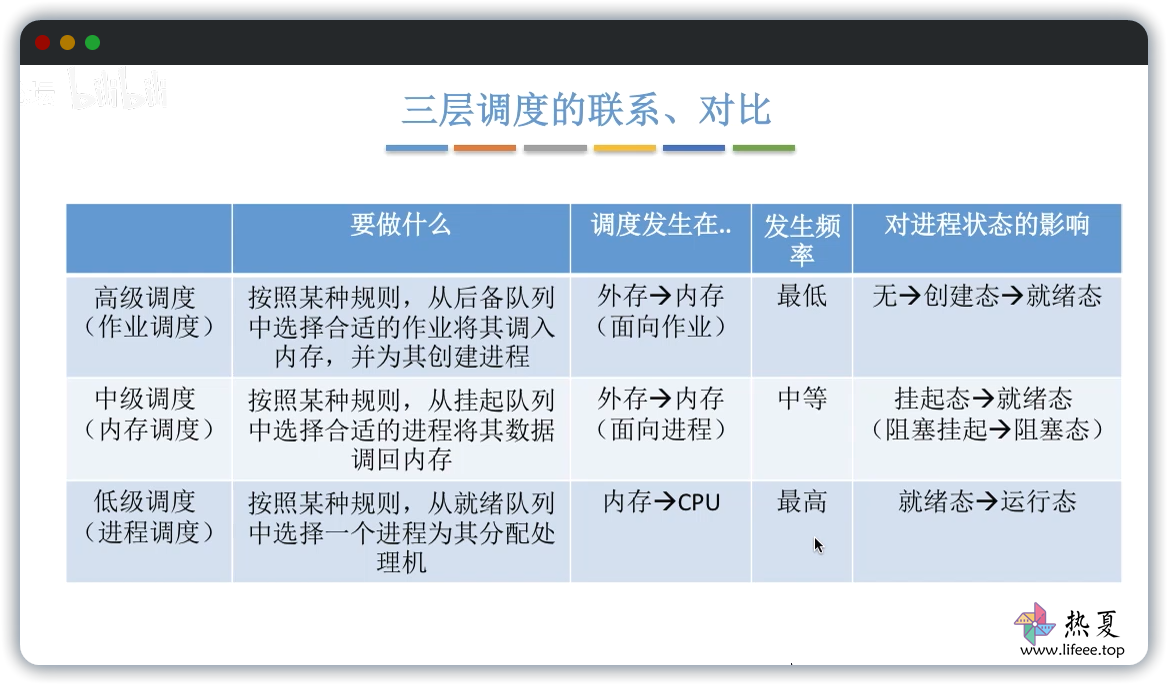 bilibili
三层调度的联系、对比
要做什么
调度发生在..
发生频
率
对进程状态的影响
高级调度
（作业调度）
按照某种规则，从后备队列
中选择合适的作业将其调入
内存，并为其创建进程
外存→内存
（面向作业）
最低
无→创建态→就绪态
中级调度
（内存调度）
按照某种规则，从挂起队列
中选择合适的进程将其数据
调回内存
外存→内存
（面向进程）
中等
挂起态→就绪态
（阻塞挂起→阻塞态）
低级调度
（进程调度）
按照某种规则，从就绪队列
中选择一个进程为其分配处
理机
内存→CPU
最高
就绪态→运行态
热夏
www.lifeee.top